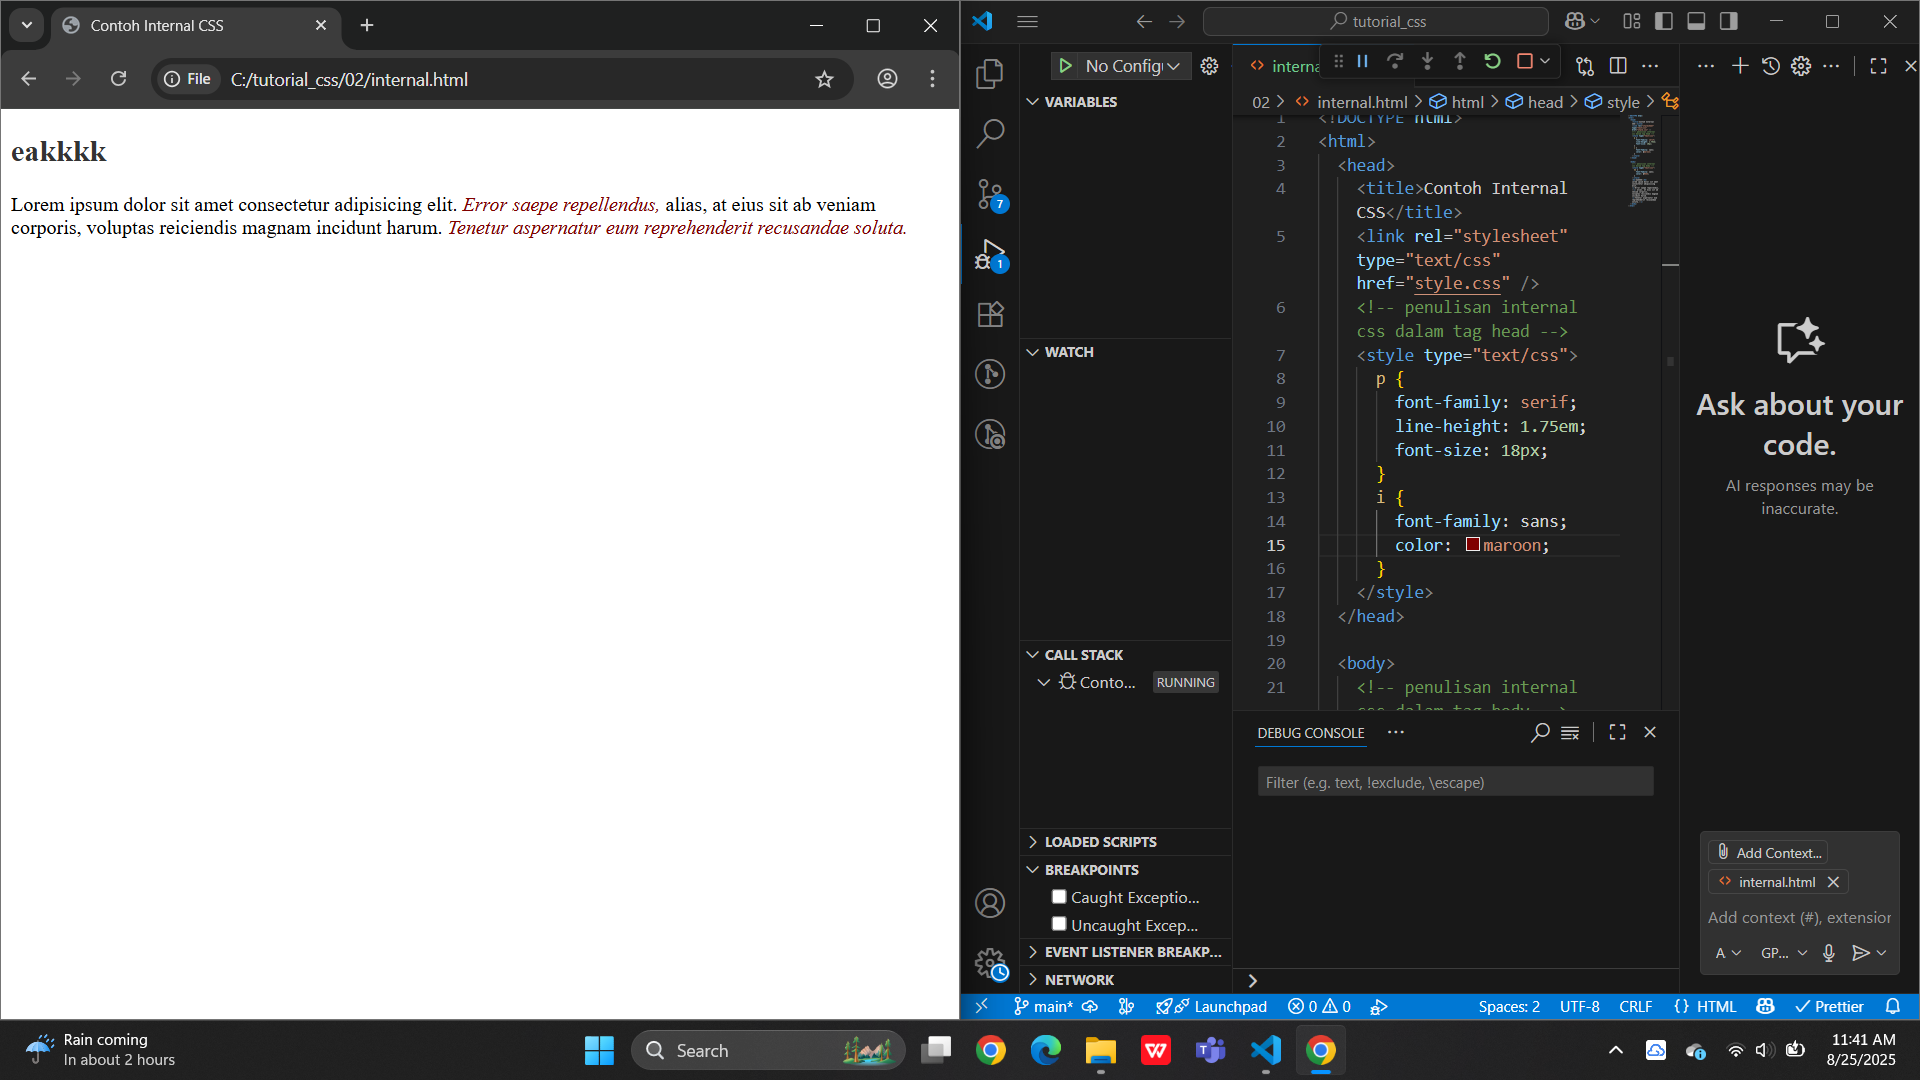 Contoh Internal CSS
File
C:/tutorial_css/02/internal.html
eakkkk
Lorem ipsum dolor sit amet consectetur adipisicing elit. Error saepe repellendus, alias, at eius sit ab veniam
corporis, voluptas reiciendis magnam incidunt harum. Tenetur aspernatur eum reprehenderit recusandae soluta.
tutorial_css
No Config
VARIABLES
WATCH
CALL STACK
Conto...
RUNNING
LOADED SCRIPTS
BREAKPOINTS
Caught Exceptio...
Uncaught Excep...
EVENT LISTENER BREAKP...
NETWORK
7
1
interna
02 > internal.html > html > head > style >
1 <!DOCTYPE html>
2 <html>
3 <head>
4 <title>Contoh Internal
CSS</title>
5 <link rel="stylesheet"
type="text/css"
href="style.css" />
6 <!-- penulisan internal
css dalam tag head -->
7 <style type="text/css">
8 p {
9 font-family: serif;
10 line-height: 1.75em;
11 font-size: 18px;
12 }
13 i {
14 font-family: sans;
15 color: maroon;
16 }
17 </style>
18 </head>
19
20 <body>
21 <!-- penulisan internal
css dalam tag body -->
DEBUG CONSOLE
Filter (e.g. text, !exclude, \escape)
Ask about your
code.
AI responses may be
inaccurate.
Add Context...
internal.html
Add context (#), extension
A
GP...
main*
Launchpad
0
0
Spaces: 2
UTF-8
CRLF
{ } HTML
Prettier
Rain coming
In about 2 hours
Search
11:41 AM
8/25/2025